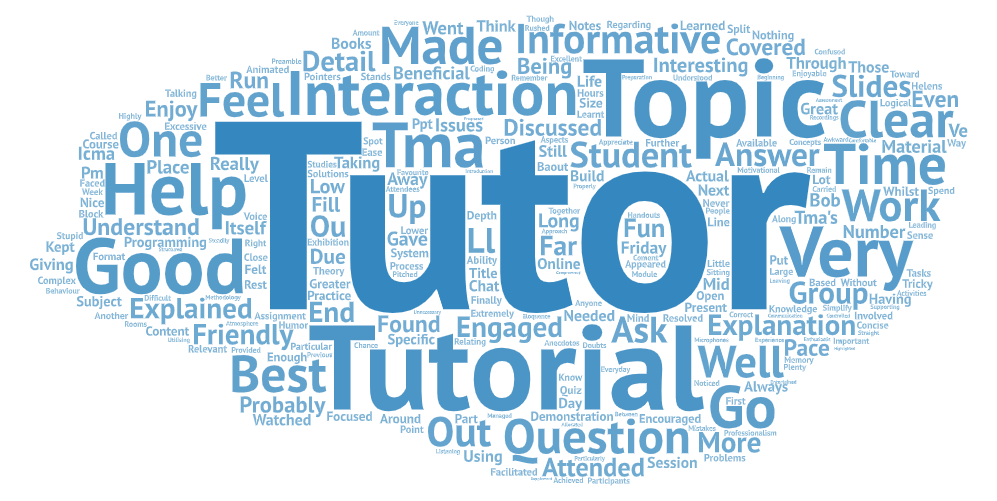 Everyone
Though
Amount
Went
Think
Rushed
Notes
Regarding
Learned
Split
Nothing
Confused
Books
Made
Informative
Covered
Preamble
Detail
Excellent
Through
Those
Animated
Pointers
Stands
Beneficial
Coding
Being
Interesting
Enjoyable
Toward
Better
Run
Remember
Life
Understood
Beginning
Slides
Helens
Talking
Feel
Interaction
Hours
Topic
Great
Logical
Even
Enjoy
Size
Learnt
Recordings
Clear
Highly
Excessive
Tma
Ppt
Issues
Discussed
Awkward
Ve
Called
One
Spot
Person
Aspects
Appreciate
Further
Available
Concepts
Material
Way
Course
Icma
Place
Really
Ease
Still
Student
Answer
Time
Pm
Help
Studies
Taking
Introduction
Baout
Motivational
Level
Solutions
Favourite
Build
Actual
Remain
Faced
Low
Away
Attendees
Properly
Next
Lot
Carried
Whilst
Spend
Week
Nice
Fill
Up
Tutor
Never
Bob
Work
Block
Voice
Lower
Depth
Together
Handouts
People
Along
Tma's
Leading
Understand
Itself
Ou
Long
Approach
Fun
Line
Number
Sense
Stupid
Exhibition
Gave
Ll
Far
Friday
Very
Kept
Programming
Friendly
Right
Due
System
Ability
Online
Comment
Structured
Close
Process
Title
Appeared
Little
Put
Giving
Good
Format
Felt
Theory
Pitched
Chat
Module
Sitting
Large
Based
Without
Tasks
Complex
Rest
Greater
Finally
Mid
Learning
Tricky
Behaviour
Practice
Anyone
Open
Group
Having
Activities
Subject
Difficult
Methodology
End
Unnecessary
Extremely
Eloquence
Needed
Mind
Present
Knowledge
Simplify
Supporting
Another
Explained
Assignment
Found
Engaged
Ask
Resolved
Correct
Communication
Controlled
Involved
Rooms
Atmosphere
Humor
Explanation
Concise
Content
Friendly
Specific
Relating
Anecdotes
Doubts
Microphones
Experience
Enthusiastic
Straight
Utilising
Particular
Chance
Tutorial
Pace
Important
Relevant
Provided
Enough
Previous
Everyday
Well
Highlighted
Best
Know
Noticed
Memory
Plenty
Quiz
Always
Probably
Day
Go
First
Watched
Focused
Around
Part
Managed
Demonstration
Between
Encouraged
Professionalism
Point
Out
Question
Mistakes
More
Listening
Using
Particularly
Problems
Facilitated
Attended
Session
Achieved
Participants